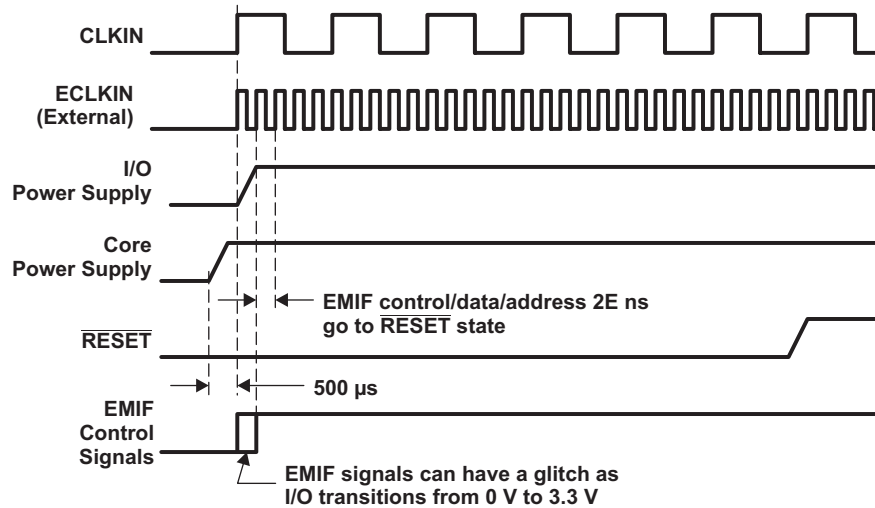 CLKIN
ECLKIN
(External)
I/O
Power Supply
Core
Power Supply
EMIF control/data/address 2E ns
go to RESET state
RESET
500 μs
EMIF
Control
Signals
EMIF signals can have a glitch as
I/O transitions from 0 V to 3.3 V